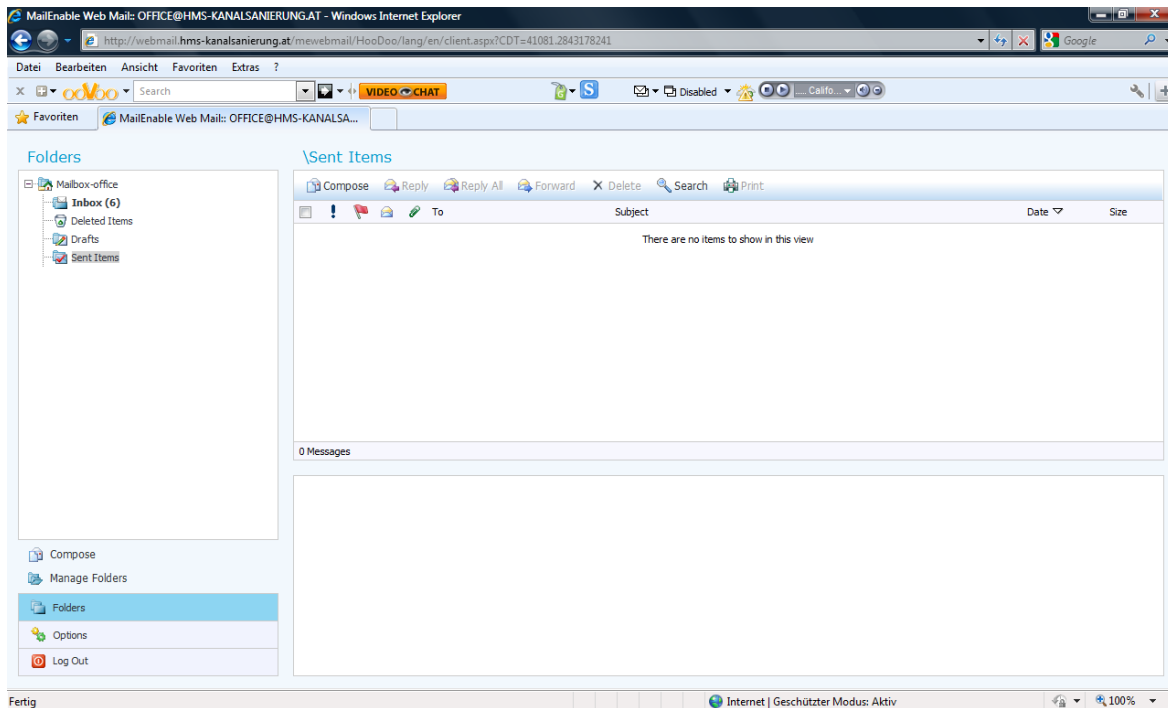 MailEnable Web Mail:: OFFICE@HMS-KANALSANIERUNG.AT - Windows Internet Explorer
http://webmail.hms-kanalsanierung.at/mewebmail/HooDoo/lang/en/client.aspx?CDT=41081.2843178241
Google
Datei Bearbeiten Ansicht Favoriten Extras ?
ooVoo Search VIDEO CHAT S Disabled .... Califo...
Favoriten MailEnable Web Mail:: OFFICE@HMS-KANALSA...
Folders
Mailbox-office
Inbox (6)
Deleted Items
Drafts
Sent Items
Compose
Manage Folders
Folders
Options
Log Out
\Sent Items
Compose Reply Reply All Forward Delete Search Print
To Subject Date Size
There are no items to show in this view
0 Messages
Fertig Internet | Geschützter Modus: Aktiv 100%